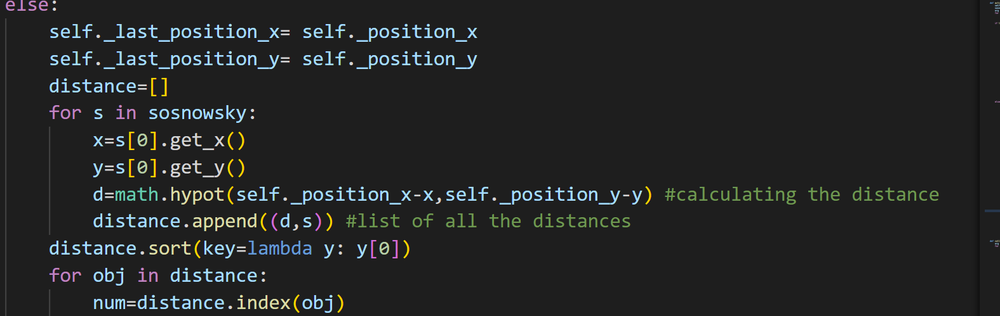 else:
self._last_position_x= self._position_x
self._last_position_y= self._position_y
distance=[]
for s in sosnowsky:
x=s[0].get_x()
y=s[0].get_y()
d=math.hypot(self._position_x-x,self._position_y-y) #calculating the distance
distance.append((d,s)) #list of all the distances
distance.sort(key=lambda y: y[0])
for obj in distance:
num=distance.index(obj)